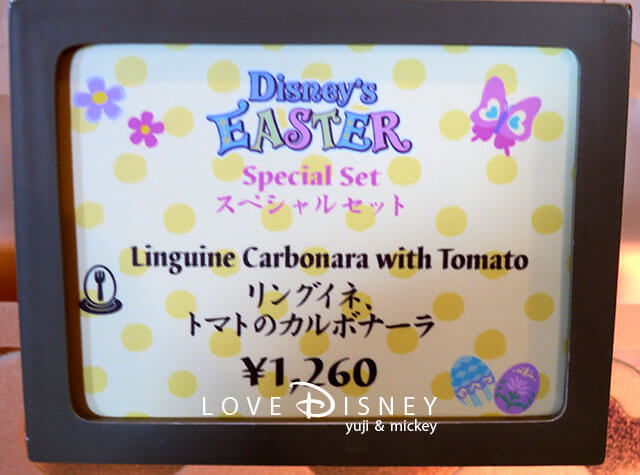 Disney's
EASTER
Special Set
スペシャルセット
Linguine Carbonara with Tomato
リングイネ、
トマトのカルボナーラ
¥1,260
LOVE DISNEY
yuji & mickey